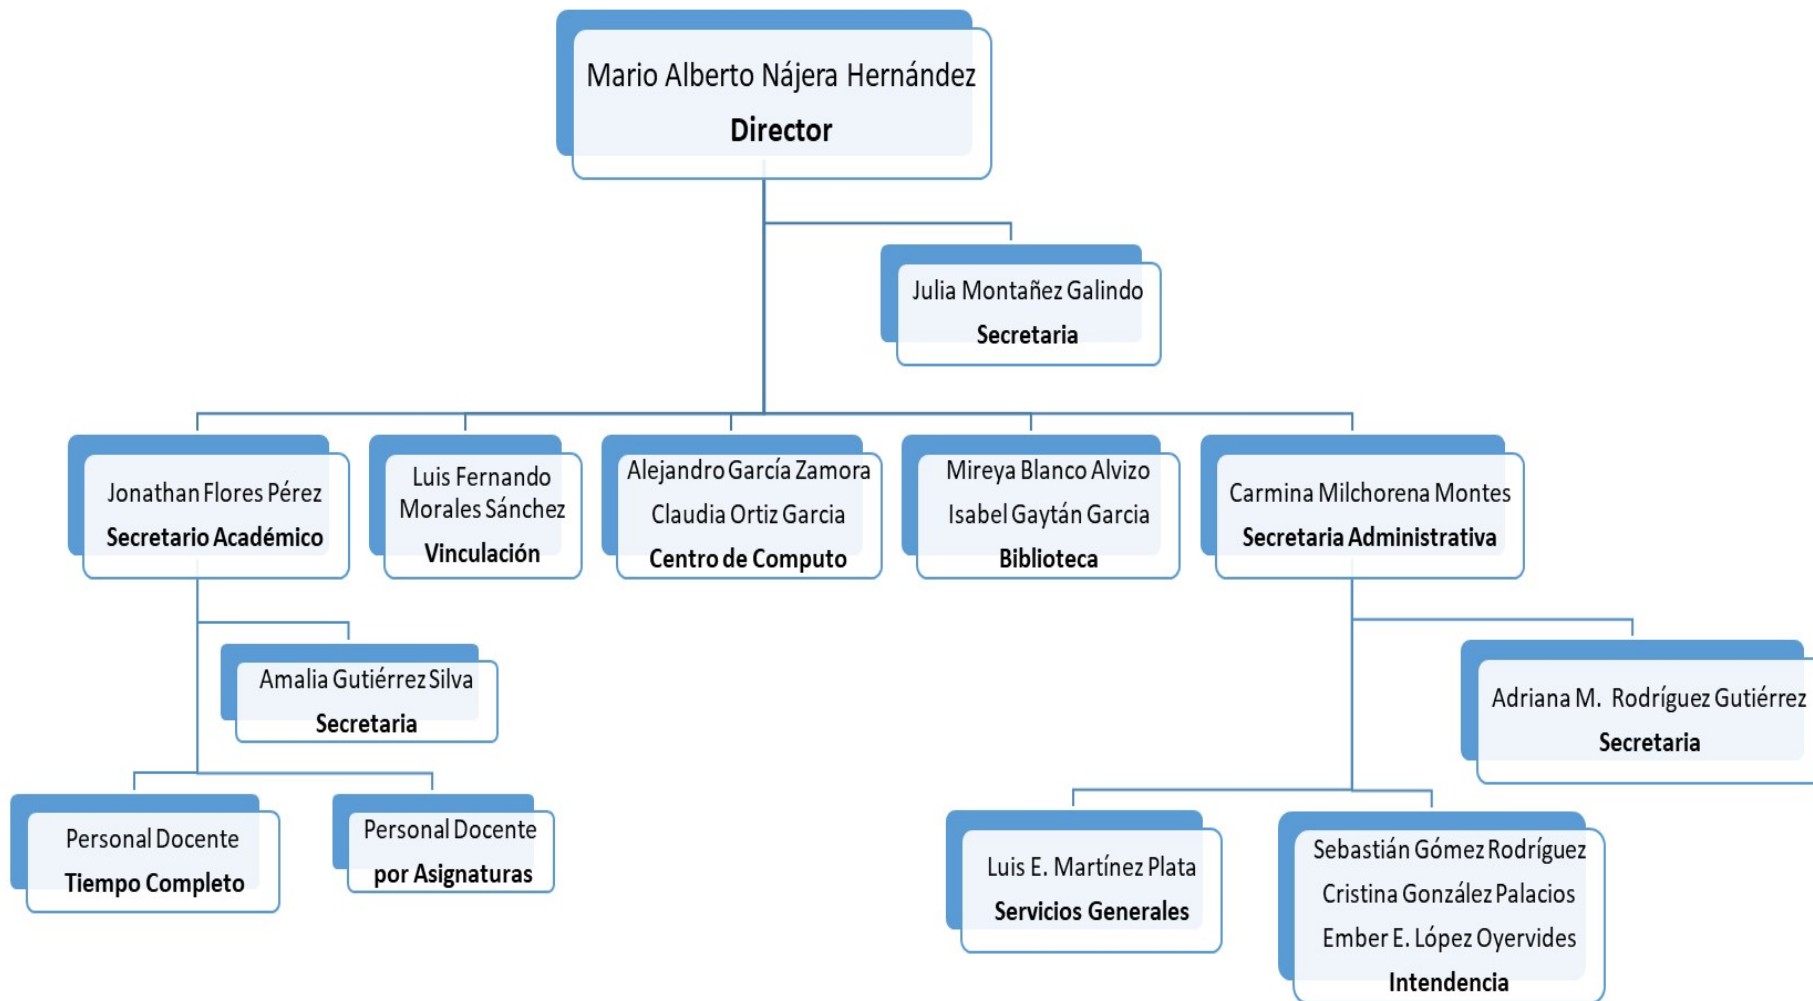 Mario Alberto Nájera Hernández
Director
Julia Montañez Galindo
Secretaria
Jonathan Flores Pérez
Secretario Académico
Luis Fernando
Morales Sánchez
Vinculación
Alejandro García Zamora
Claudia Ortiz Garcia
Centro de Computo
Mireya Blanco Alvizo
Isabel Gaytán Garcia
Biblioteca
Carmina Milchorena Montes
Secretaria Administrativa
Amalia Gutiérrez Silva
Secretaria
Adriana M. Rodríguez Gutiérrez
Secretaria
Personal Docente
Tiempo Completo
Personal Docente
por Asignaturas
Luis E. Martínez Plata
Servicios Generales
Sebastián Gómez Rodríguez
Cristina González Palacios
Ember E. López Oyervides
Intendencia